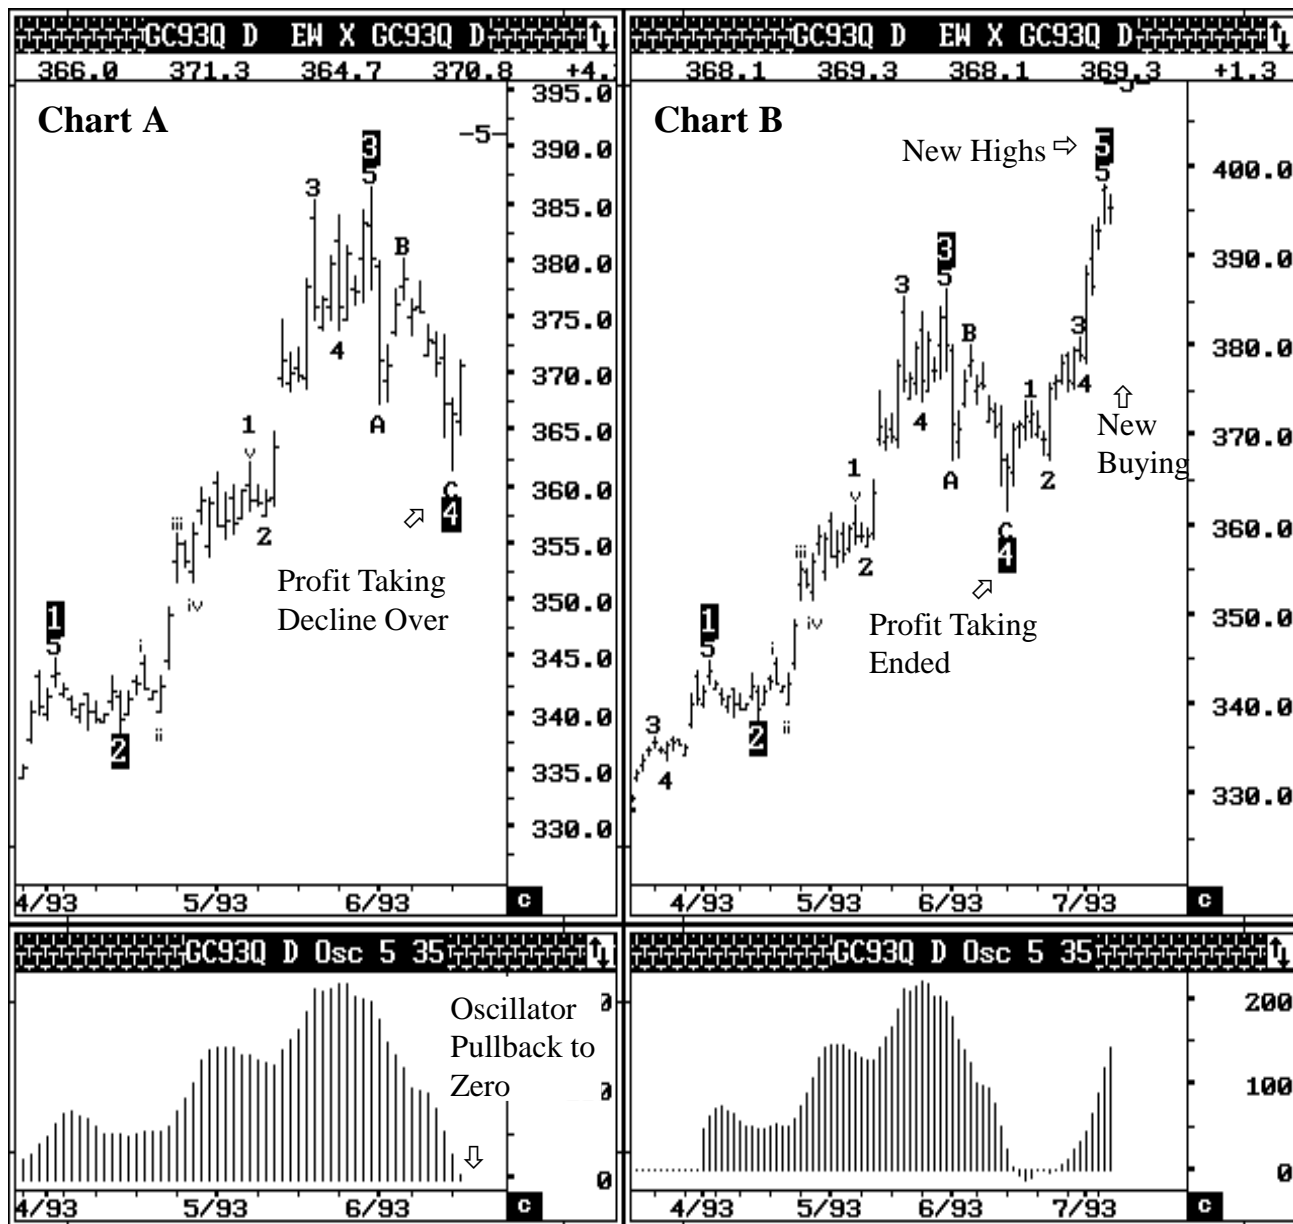 GC93Q D EW X GC93Q D
366.0 371.3 364.7 370.8 +4.
Chart A
395.0
390.0
385.0
380.0
375.0
370.0
365.0
360.0
355.0
350.0
345.0
340.0
335.0
330.0
-5-
3
5
3
B
4
A
1
v
2
C
4
iii
iv
Profit Taking
Decline Over
1
5
i
ii
2
4/93 5/93 6/93 c
GC93Q D Osc 5 35
Oscillator
Pullback to
Zero
0
4/93 5/93 6/93 c
GC93Q D EW X GC93Q D
368.1 369.3 368.1 369.3 +1.3
Chart B
-5-
New Highs ⇨
5
5
400.0
390.0
380.0
370.0
360.0
350.0
340.0
330.0
3
5
3
B
4
A
3
4
1
2
New
Buying
1
v
2
C
4
iii
iv
Profit Taking
Ended
1
5
i
ii
2
3
4
4/93 5/93 6/93 7/93 c
GC93Q D Osc 5 35
200
100
0
4/93 5/93 6/93 7/93 c